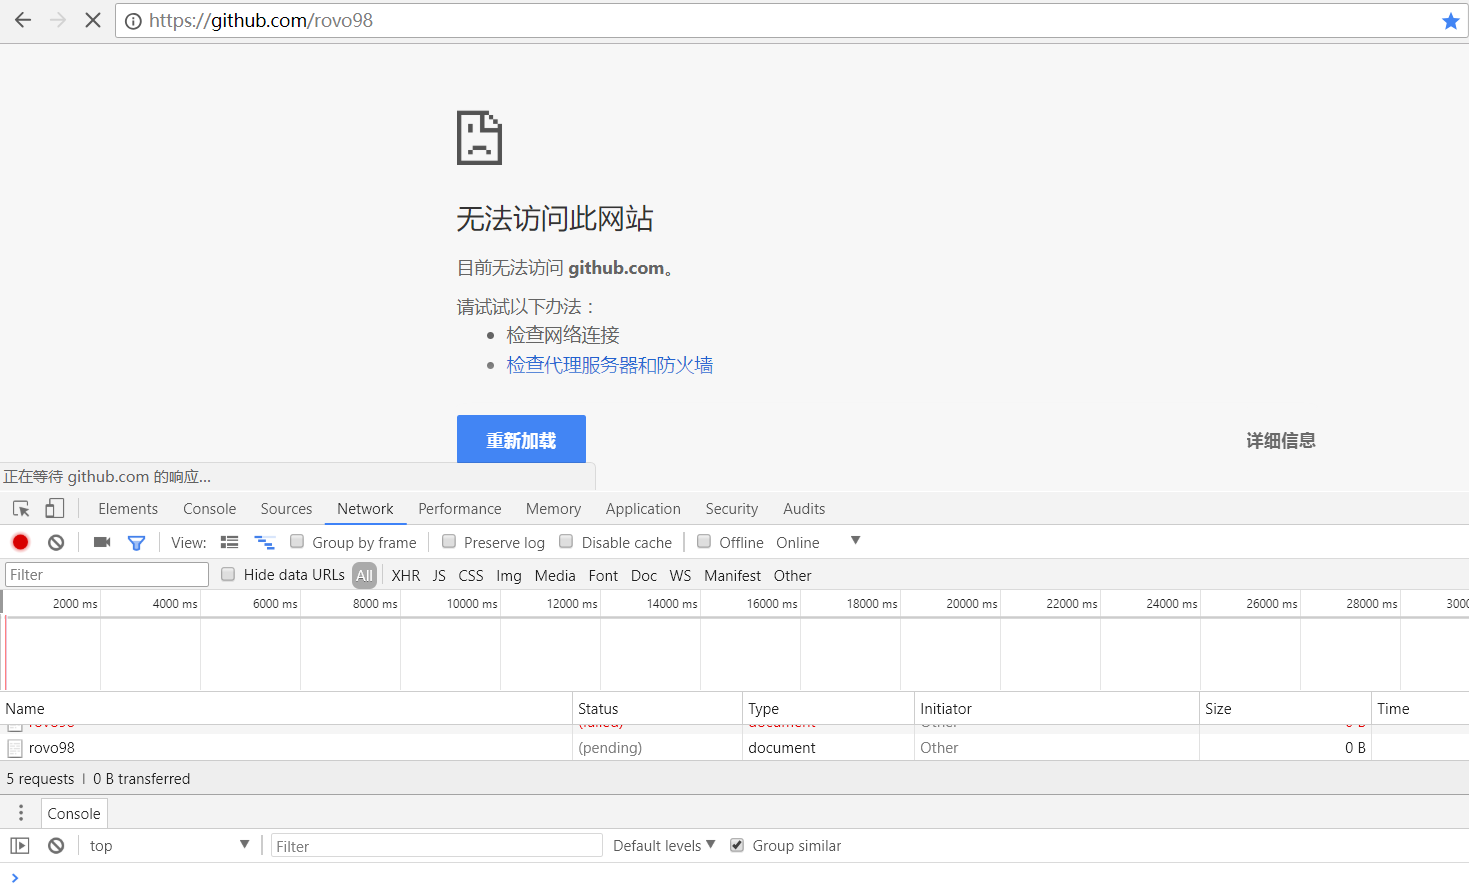 https://github.com/rovo98
无法访问此网站
目前无法访问 github.com。
请试试以下办法：
检查网络连接
检查代理服务器和防火墙
重新加载
详细信息
正在等待 github.com 的响应...
Elements Console Sources Network Performance Memory Application Security Audits
View: Group by frame Preserve log Disable cache Offline Online
Filter Hide data URLs All XHR JS CSS Img Media Font Doc WS Manifest Other
2000 ms 4000 ms 6000 ms 8000 ms 10000 ms 12000 ms 14000 ms 16000 ms 18000 ms 20000 ms 22000 ms 24000 ms 26000 ms 28000 ms 3000
Name Status Type Initiator Size Time
rovo98 (failed) document Other 0 B
rovo98 (pending) document Other 0 B
5 requests | 0 B transferred
Console
top Filter Default levels Group similar